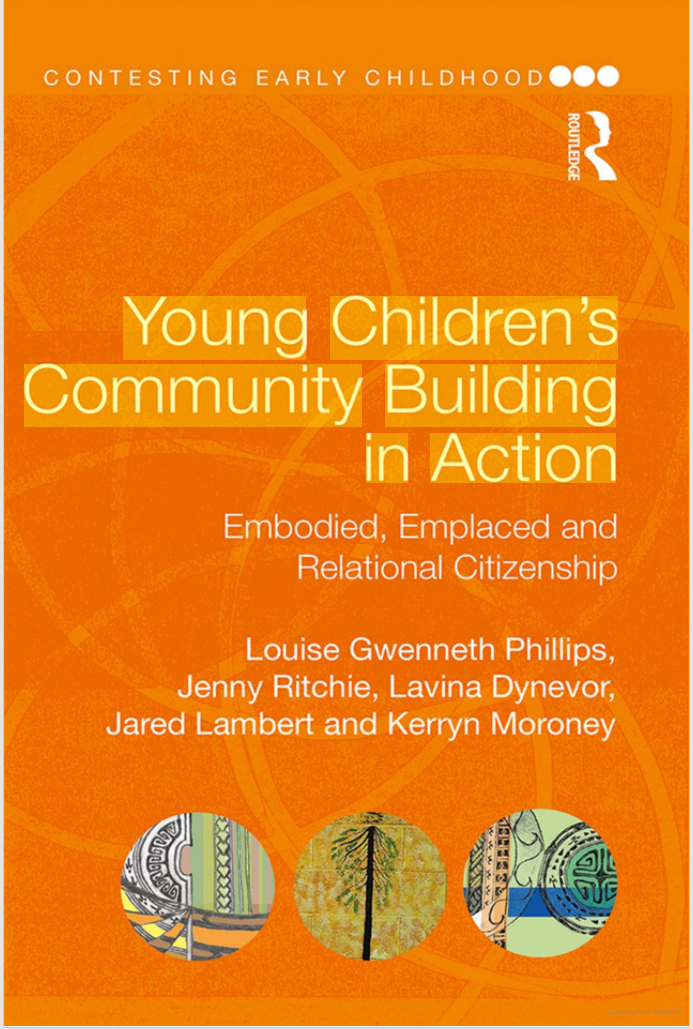 CONTESTING EARLY CHILDHOOD
ROUTLEDGE
Young Children's
Community Building
in Action
Embodied, Emplaced and
Relational Citizenship
Louise Gwenneth Phillips,
Jenny Ritchie, Lavina Dynevor,
Jared Lambert and Kerryn Moroney